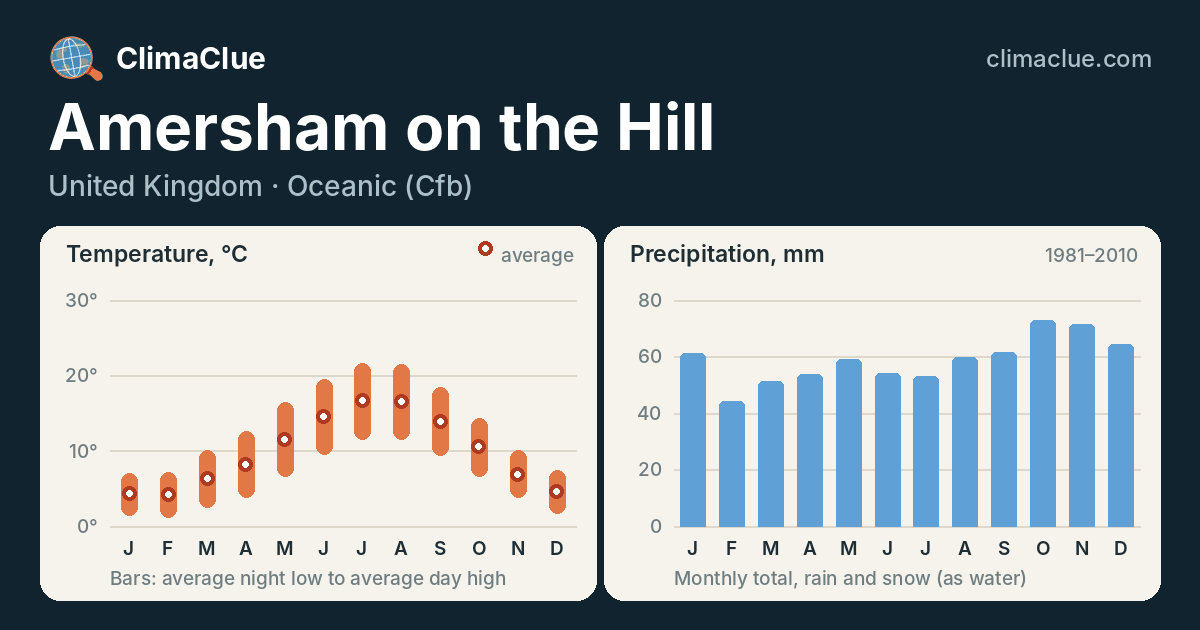 ClimaClue
climaclue.com
Amersham on the Hill
United Kingdom · Oceanic (Cfb)
Temperature, °C
average
30°
20°
10°
0°
J F M A M J J A S O N D
Bars: average night low to average day high
Precipitation, mm
1981–2010
80
60
40
20
0
J F M A M J J A S O N D
Monthly total, rain and snow (as water)